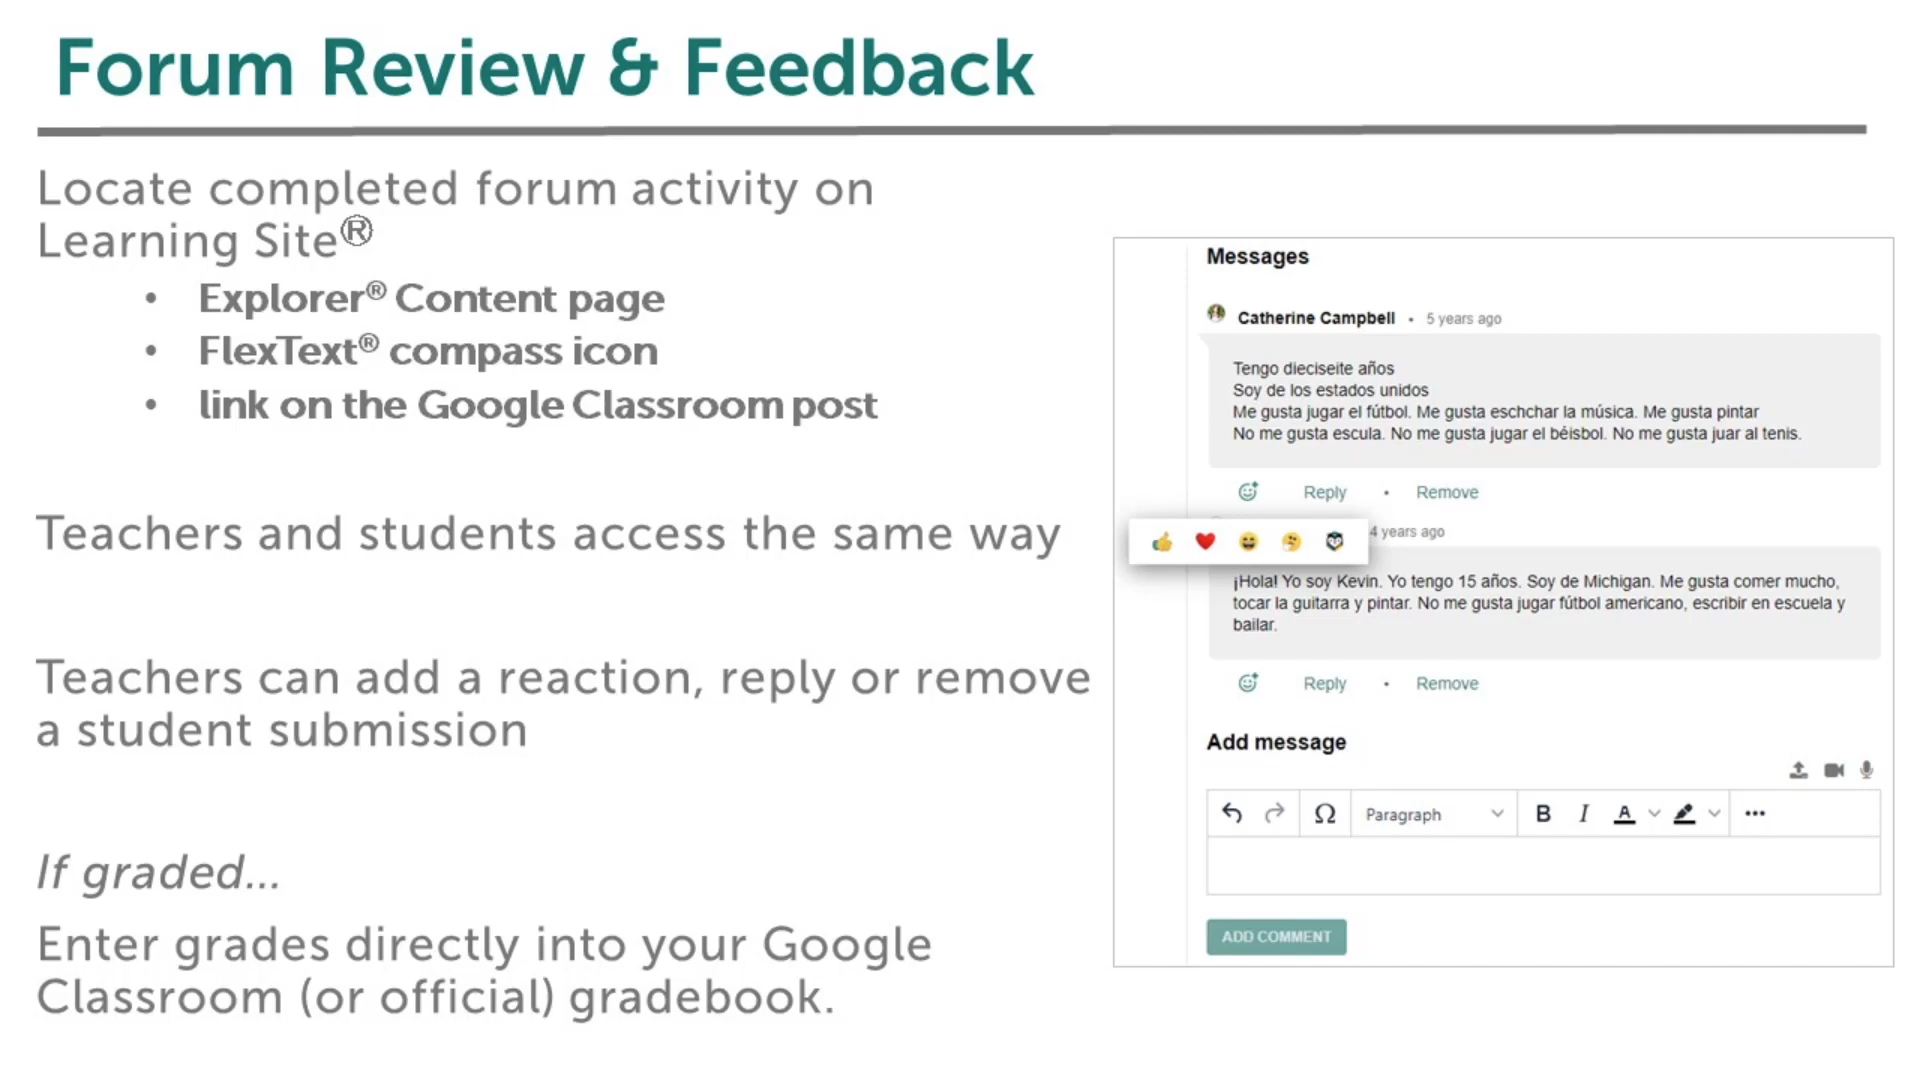 Forum Review & Feedback
Locate completed forum activity on
Learning Site®
• Explorer® Content page
• FlexText® compass icon
• link on the Google Classroom post
Teachers and students access the same way
Teachers can add a reaction, reply or remove
a student submission
If graded...
Enter grades directly into your Google
Classroom (or official) gradebook.
Messages
Catherine Campbell • 5 years ago
Tengo dieciseite años
Soy de los estados unidos
Me gusta jugar el fútbol. Me gusta eschchar la música. Me gusta pintar
No me gusta escula. No me gusta jugar el béisbol. No me gusta juar al tenis.
Reply • Remove
4 years ago
¡Hola! Yo soy Kevin. Yo tengo 15 años. Soy de Michigan. Me gusta comer mucho,
tocar la guitarra y pintar. No me gusta jugar fútbol americano, escribir en escuela y
bailar.
Reply • Remove
Add message
Ω Paragraph B I A ...
ADD COMMENT